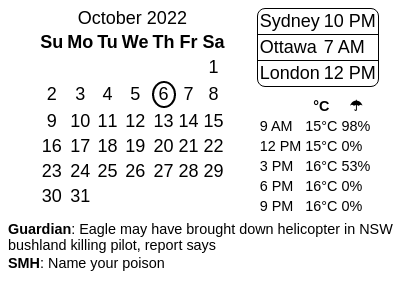 October 2022
Su Mo Tu We Th Fr Sa
1
2 3 4 5 6 7 8
9 10 11 12 13 14 15
16 17 18 19 20 21 22
23 24 25 26 27 28 29
30 31
Sydney 10 PM
Ottawa 7 AM
London 12 PM
°C ☂
9 AM 15°C 98%
12 PM 15°C 0%
3 PM 16°C 53%
6 PM 16°C 0%
9 PM 16°C 0%
Guardian: Eagle may have brought down helicopter in NSW
bushland killing pilot, report says
SMH: Name your poison